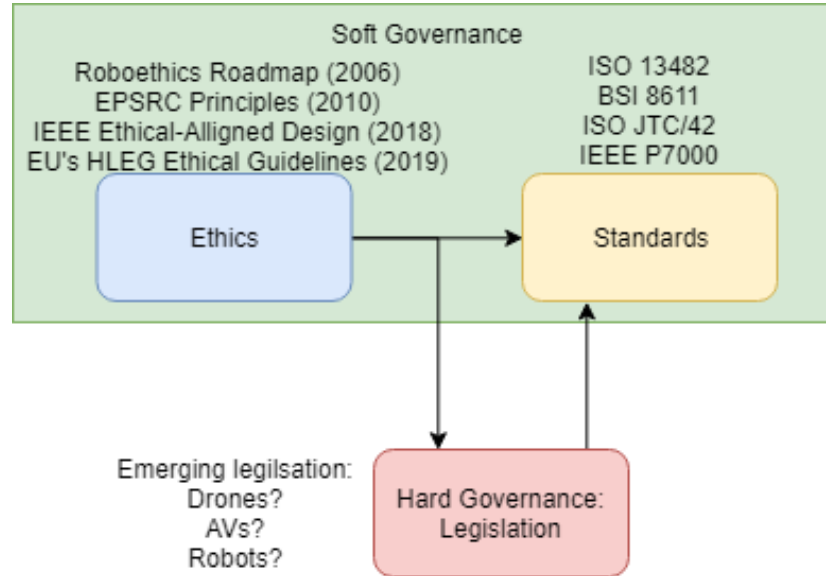 Soft Governance
Roboethics Roadmap (2006)
EPSRC Principles (2010)
IEEE Ethical-Alligned Design (2018)
EU's HLEG Ethical Guidelines (2019)
ISO 13482
BSI 8611
ISO JTC/42
IEEE P7000
Ethics
Standards
Emerging legilsation:
Drones?
AVs?
Robots?
Hard Governance:
Legislation